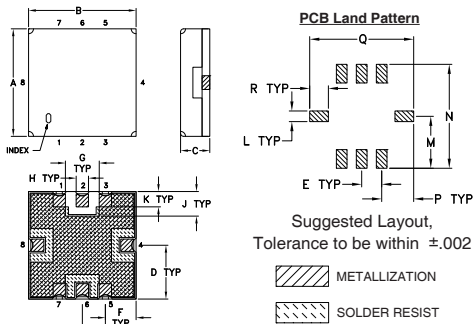 B
7 6 5
A
8
4
INDEX
1 2 3
C
G
TYP
H TYP
1 2 3
K TYP
J TYP
8
4
D TYP
7 6 5
F
TYP
PCB Land Pattern
Q
R TYP
L TYP
N
M
E TYP
P TYP
Suggested Layout,
Tolerance to be within ±.002
METALLIZATION
SOLDER RESIST